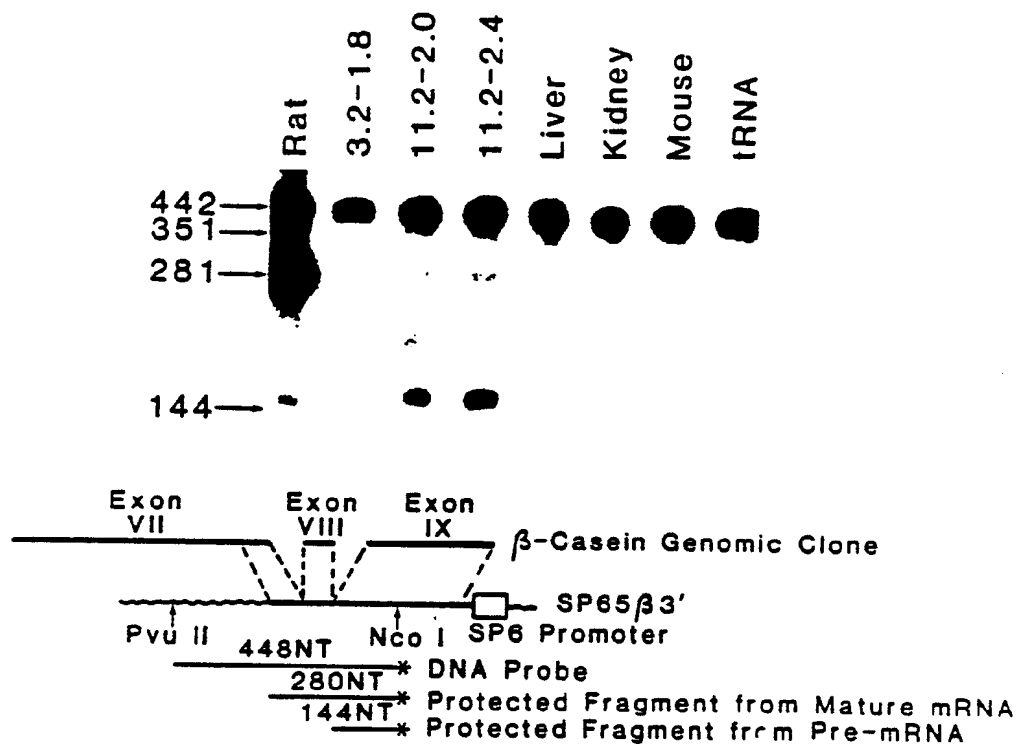 Rat
3.2-1.8
11.2-2.0
11.2-2.4
Liver
Kidney
Mouse
tRNA
442
351
281
144
Exon VII
Exon VIII
Exon IX
β-Casein Genomic Clone
SP65β3'
Pvu II
Nco I
SP6 Promoter
448NT
* DNA Probe
280NT
* Protected Fragment from Mature mRNA
144NT
* Protected Fragment from Pre-mRNA